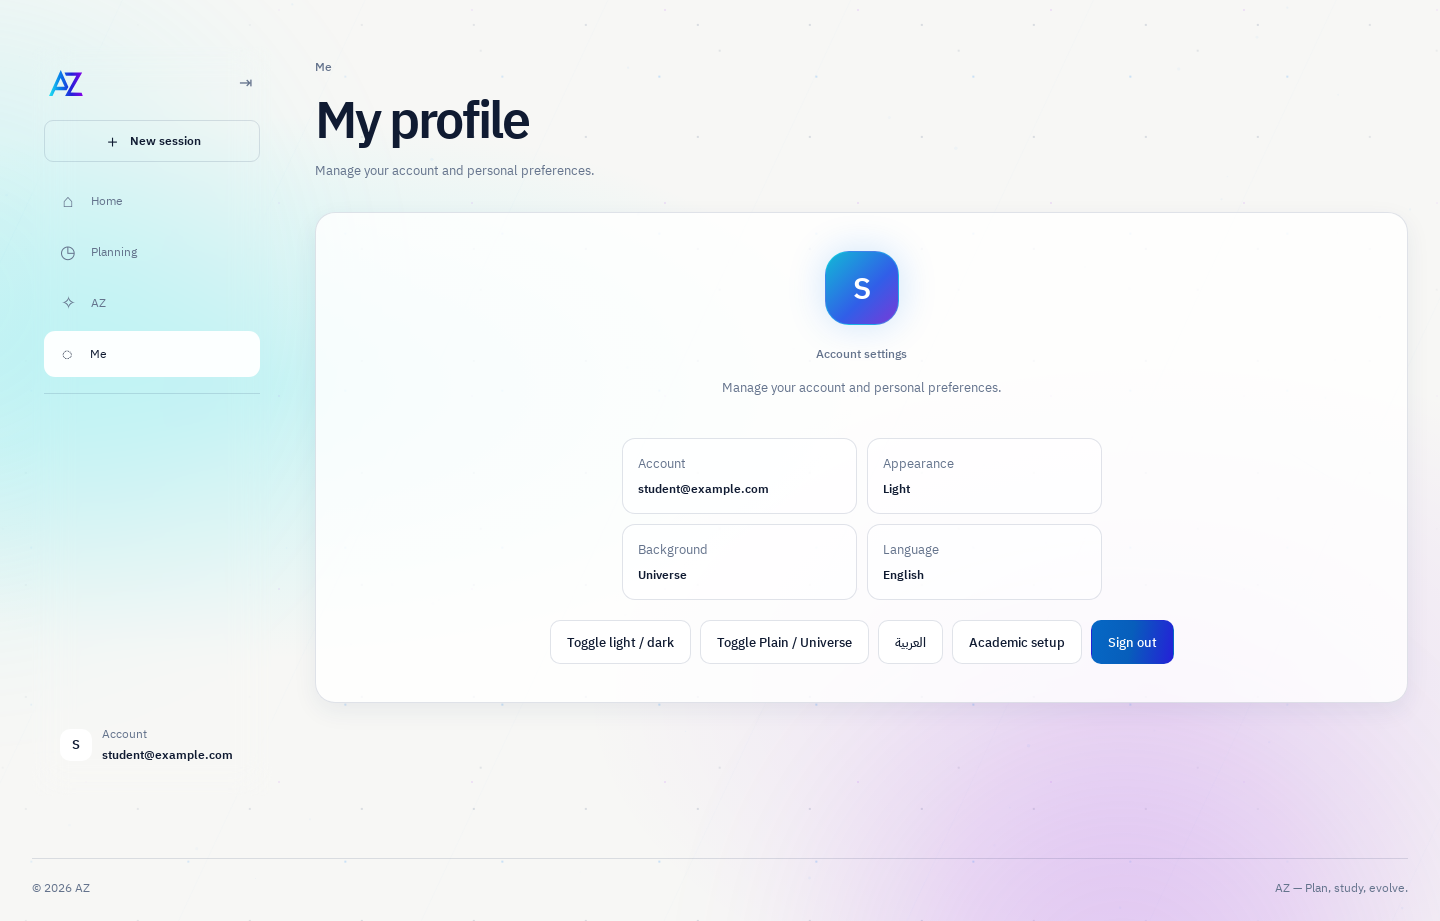 AZ
New session
Home
Planning
AZ
Me
S
Account
student@example.com
Me
My profile
Manage your account and personal preferences.
S
Account settings
Manage your account and personal preferences.
Account
student@example.com
Appearance
Light
Background
Universe
Language
English
Toggle light / dark
Toggle Plain / Universe
العربية
Academic setup
Sign out
© 2026 AZ
AZ — Plan, study, evolve.